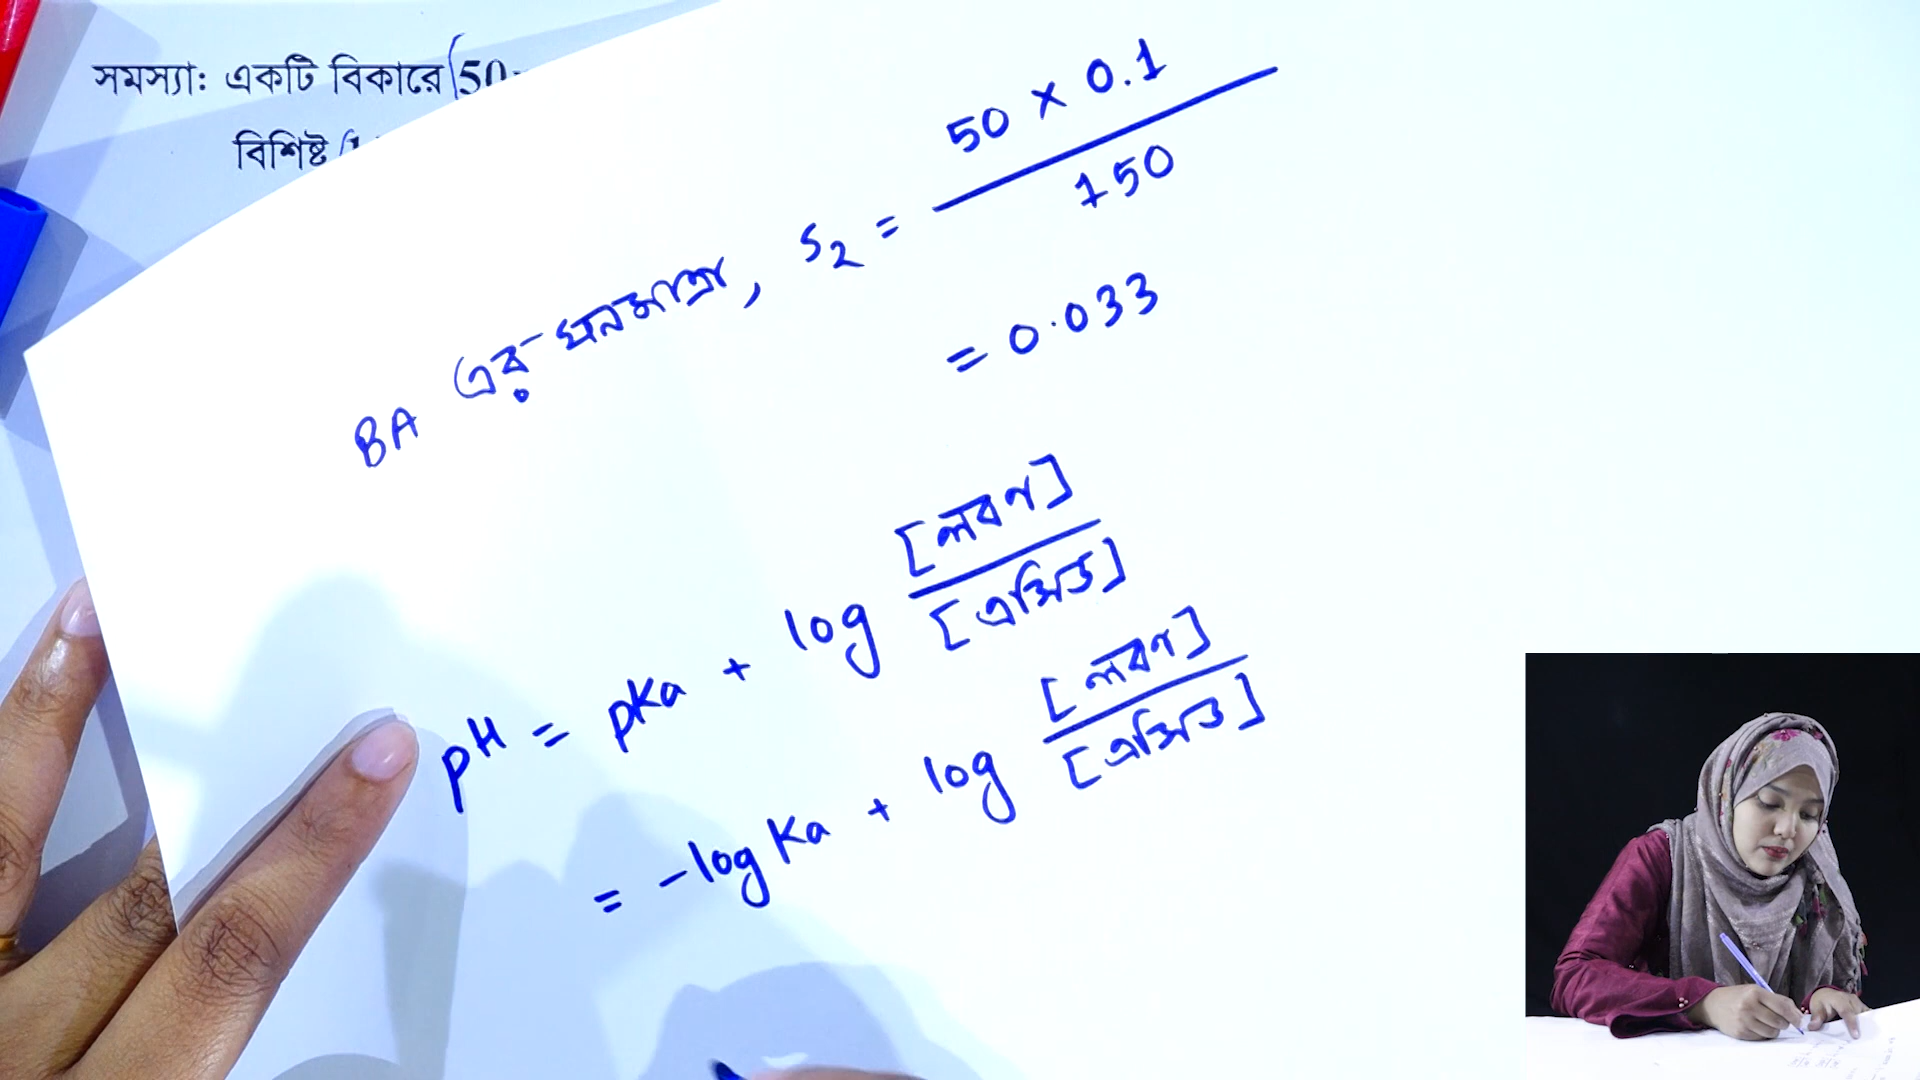 সমস্যা: একটি বিকারে (50
বিশিষ্ট
BA এর ঘনমাত্রা, S₂ = 50 × 0.1 / 150
= 0.033
pH = pKa + log [লবণ] / [এসিড]
= -log Ka + log [লবণ] / [এসিড]